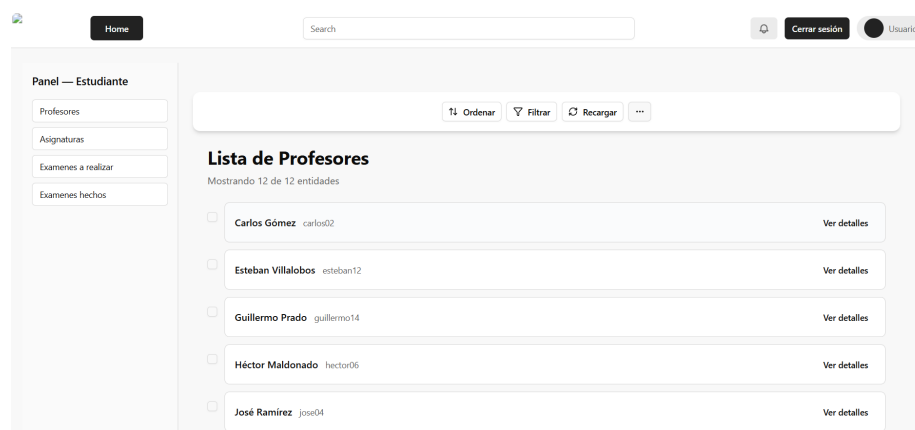 Home
Search
Cerrar sesión
Usuario
Panel — Estudiante
Profesores
Asignaturas
Examenes a realizar
Examenes hechos
Ordenar
Filtrar
Recargar
...
Lista de Profesores
Mostrando 12 de 12 entidades
Carlos Gómez carlos02 Ver detalles
Esteban Villalobos esteban12 Ver detalles
Guillermo Prado guillermo14 Ver detalles
Héctor Maldonado hector06 Ver detalles
José Ramírez jose04 Ver detalles